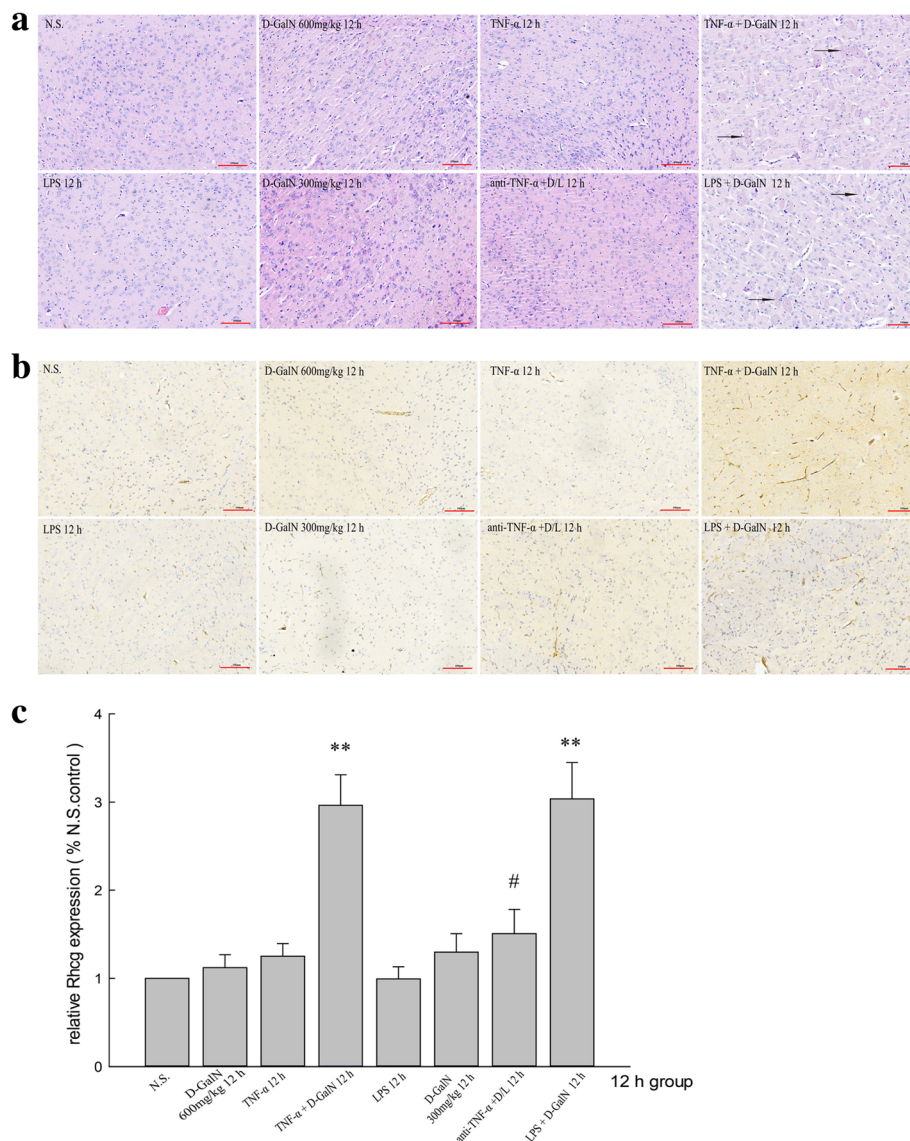 a
N.S.
D-GalN 600mg/kg 12 h
TNF-α 12 h
TNF-α + D-GalN 12 h
LPS 12 h
D-GalN 300mg/kg 12 h
anti-TNF-α +D/L 12 h
LPS + D-GalN 12 h
b
N.S.
D-GalN 600mg/kg 12 h
TNF-α 12 h
TNF-α + D-GalN 12 h
LPS 12 h
D-GalN 300mg/kg 12 h
anti-TNF-α +D/L 12 h
LPS + D-GalN 12 h
c
relative Rhcg expression ( % N.S.control )
4
3
2
1
0
**
#
**
N.S.
D-GalN
600mg/kg 12 h
TNF-α 12 h
TNF-α + D-GalN 12 h
LPS 12 h
D-GalN
300mg/kg 12 h
anti-TNF-α +D/L 12 h
LPS + D-GalN 12 h
12 h group